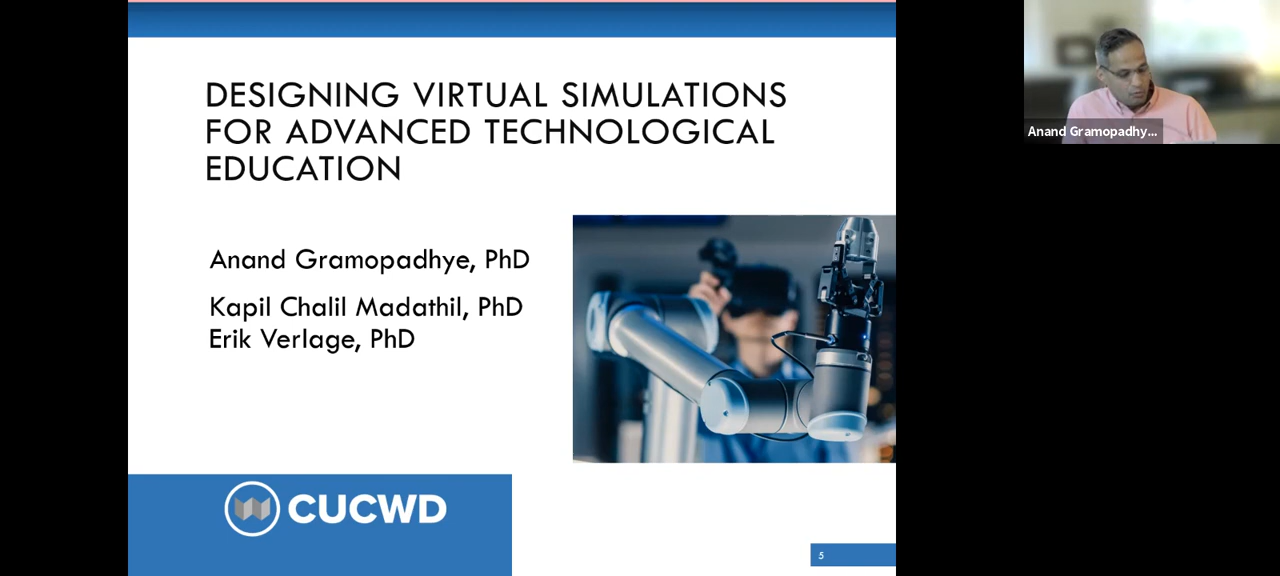 DESIGNING VIRTUAL SIMULATIONS
FOR ADVANCED TECHNOLOGICAL
EDUCATION
Anand Gramopadhye, PhD
Kapil Chalil Madathil, PhD
Erik Verlage, PhD
CUCWD
5
Anand Gramopadhy...